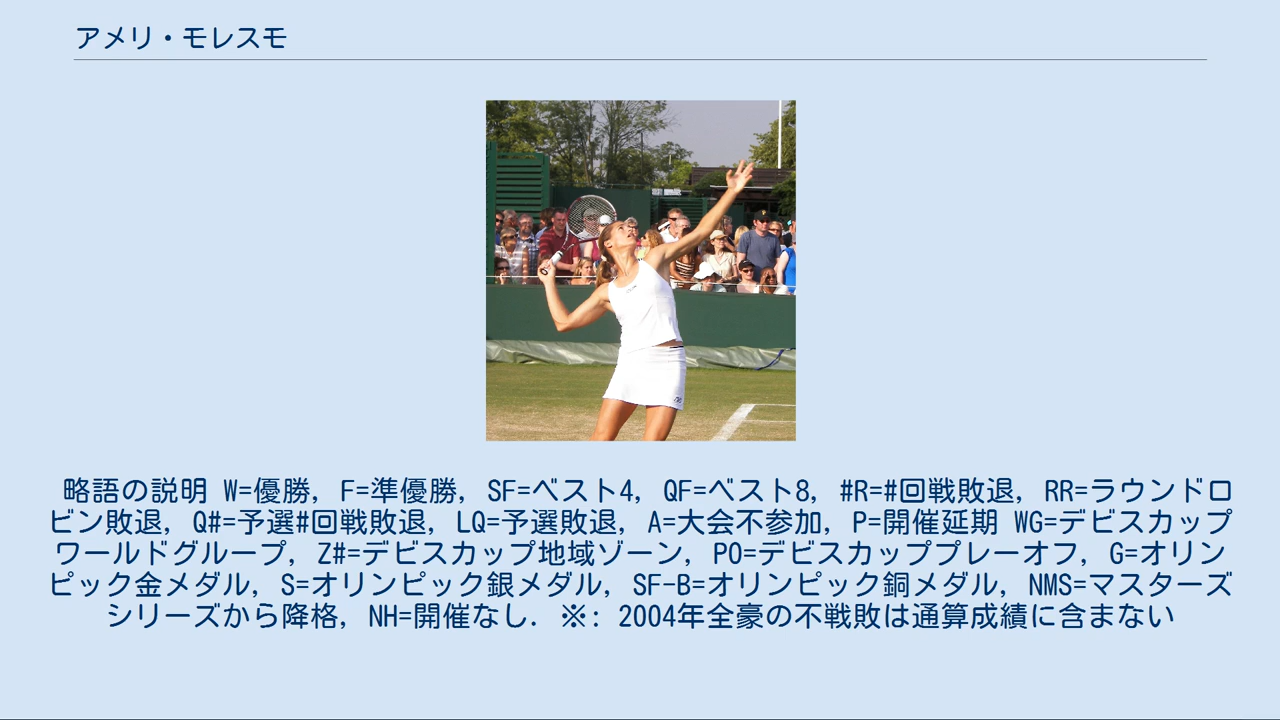 アメリ・モレスモ
略語の説明 W=優勝, F=準優勝, SF=ベスト4, QF=ベスト8, #R=#回戦敗退, RR=ラウンドロ
ビン敗退, Q#=予選#回戦敗退, LQ=予選敗退, A=大会不参加, P=開催延期 WG=デビスカップ
ワールドグループ, Z#=デビスカップ地域ゾーン, PO=デビスカッププレーオフ, G=オリン
ピック金メダル, S=オリンピック銀メダル, SF-B=オリンピック銅メダル, NMS=マスターズ
シリーズから降格, NH=開催なし. ※: 2004年全豪の不戦敗は通算成績に含まない